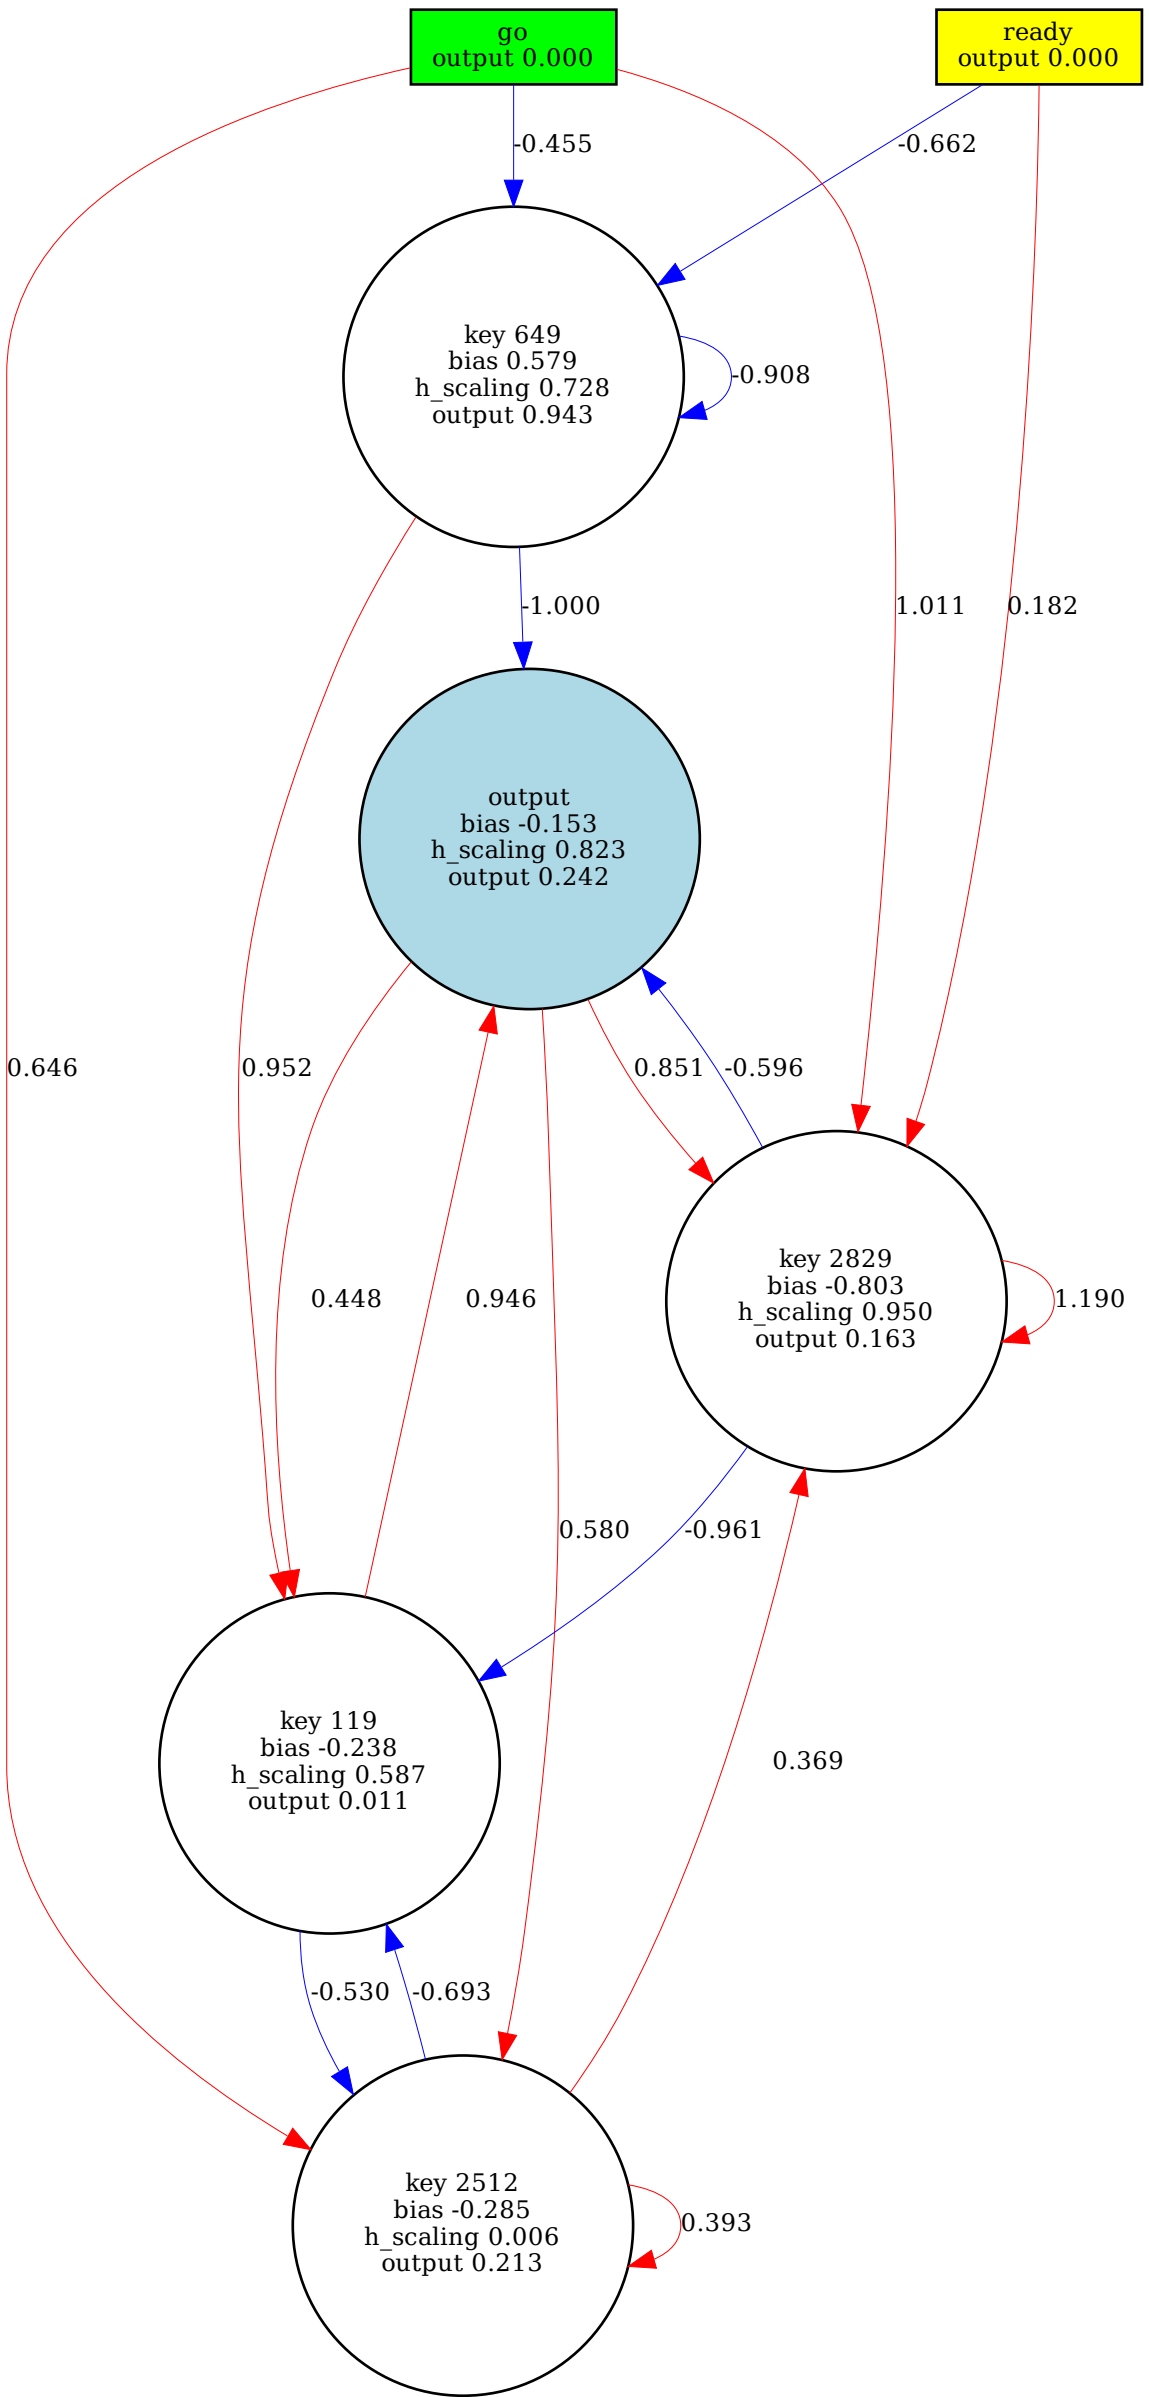 go
output 0.000
ready
output 0.000
-0.455
-0.662
key 649
bias 0.579
h_scaling 0.728
output 0.943
-0.908
-1.000
1.011
0.182
output
bias -0.153
h_scaling 0.823
output 0.242
0.646
0.952
0.851
-0.596
key 2829
bias -0.803
h_scaling 0.950
output 0.163
0.448
0.946
1.190
0.580
-0.961
key 119
bias -0.238
h_scaling 0.587
output 0.011
0.369
-0.530
-0.693
key 2512
bias -0.285
h_scaling 0.006
output 0.213
0.393